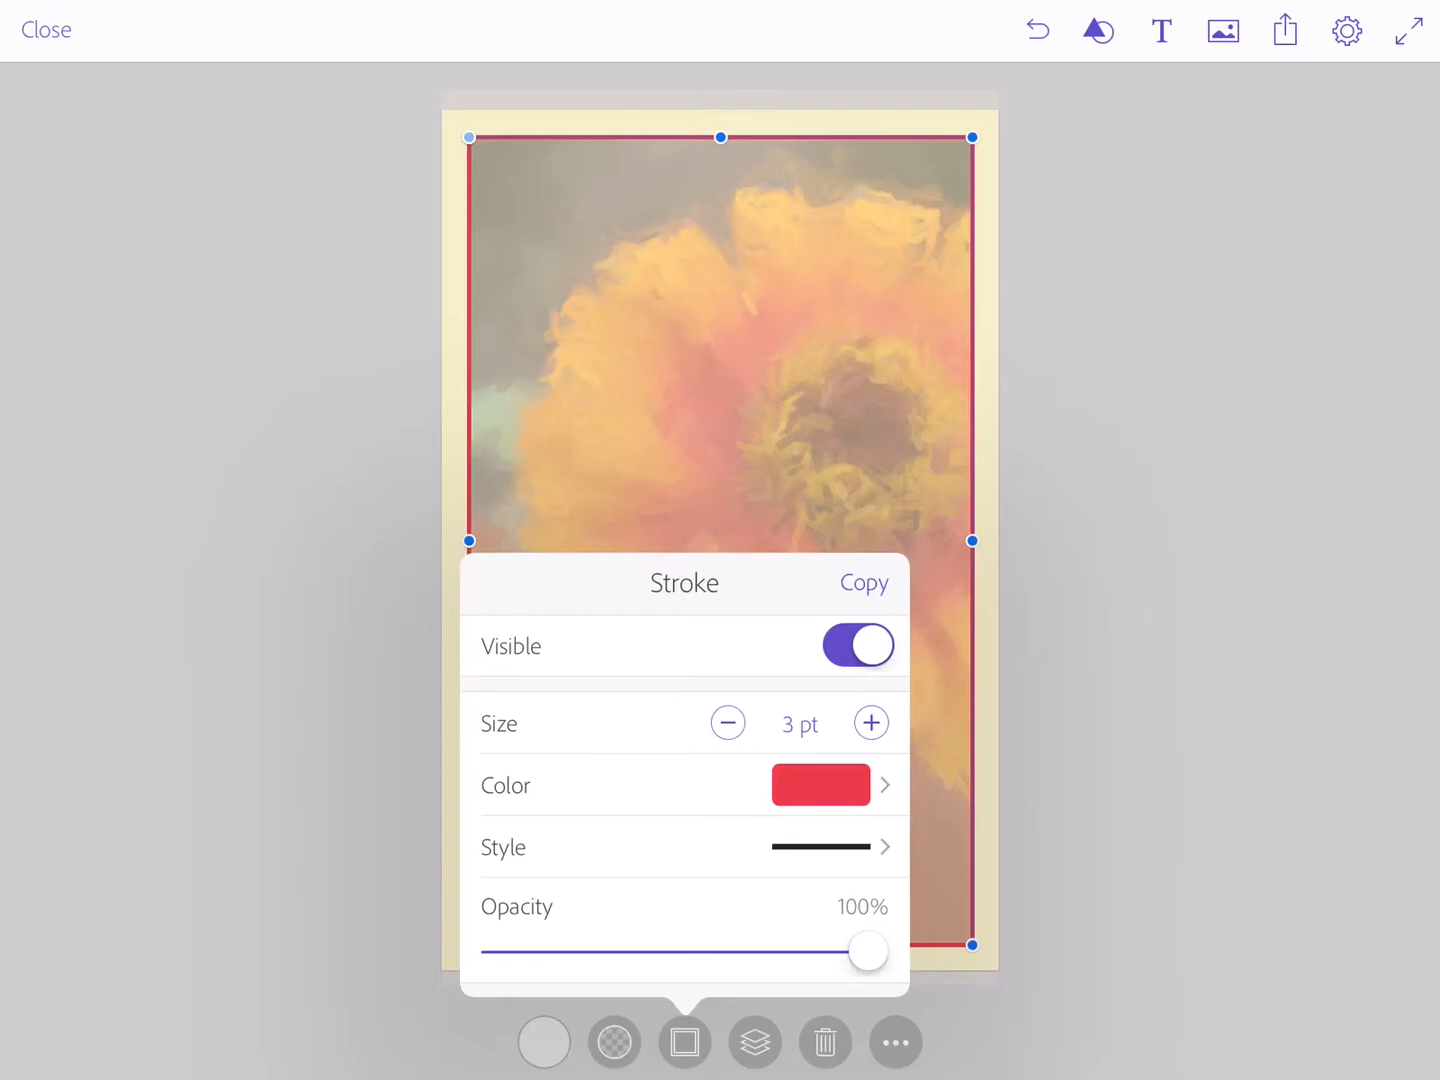 Close
T
Stroke Copy
Visible
Size 3 pt
Color
Style
Opacity 100%